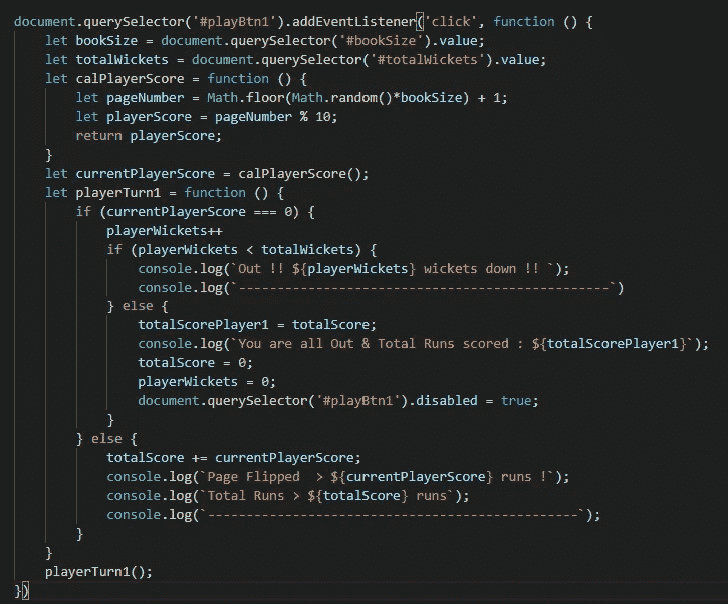 document.querySelector('#playBtn1').addEventListener('click', function () {
    let bookSize = document.querySelector('#bookSize').value;
    let totalWickets = document.querySelector('#totalWickets').value;
    let calPlayerScore = function () {
        let pageNumber = Math.floor(Math.random()*bookSize) + 1;
        let playerScore = pageNumber % 10;
        return playerScore;
    }
    let currentPlayerScore = calPlayerScore();
    let playerTurn1 = function () {
        if (currentPlayerScore === 0) {
            playerWickets++
            if (playerWickets < totalWickets) {
                console.log(`Out !! ${playerWickets} wickets down !! `);
                console.log(`------------------------------------------------`)
            } else {
                totalScorePlayer1 = totalScore;
                console.log(`You are all Out & Total Runs scored : ${totalScorePlayer1}`);
                totalScore = 0;
                playerWickets = 0;
                document.querySelector('#playBtn1').disabled = true;
            }
        } else {
            totalScore += currentPlayerScore;
            console.log(`Page Flipped  > ${currentPlayerScore} runs !`);
            console.log(`Total Runs > ${totalScore} runs`);
            console.log(`------------------------------------------------`);
        }
    }
    playerTurn1();
})